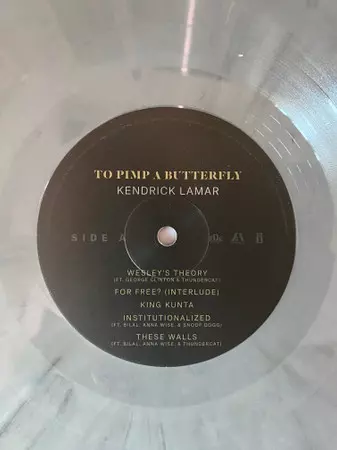 TO PIMP A BUTTERFLY
KENDRICK LAMAR
SIDE A
WESLEY'S THEORY
(FT. GEORGE CLINTON & THUNDERCAT)
FOR FREE? (INTERLUDE)
KING KUNTA
INSTITUTIONALIZED
(FT. BILAL, ANNA WISE, & SNOOP DOGG)
THESE WALLS
(FT. BILAL, ANNA WISE, & THUNDERCAT)